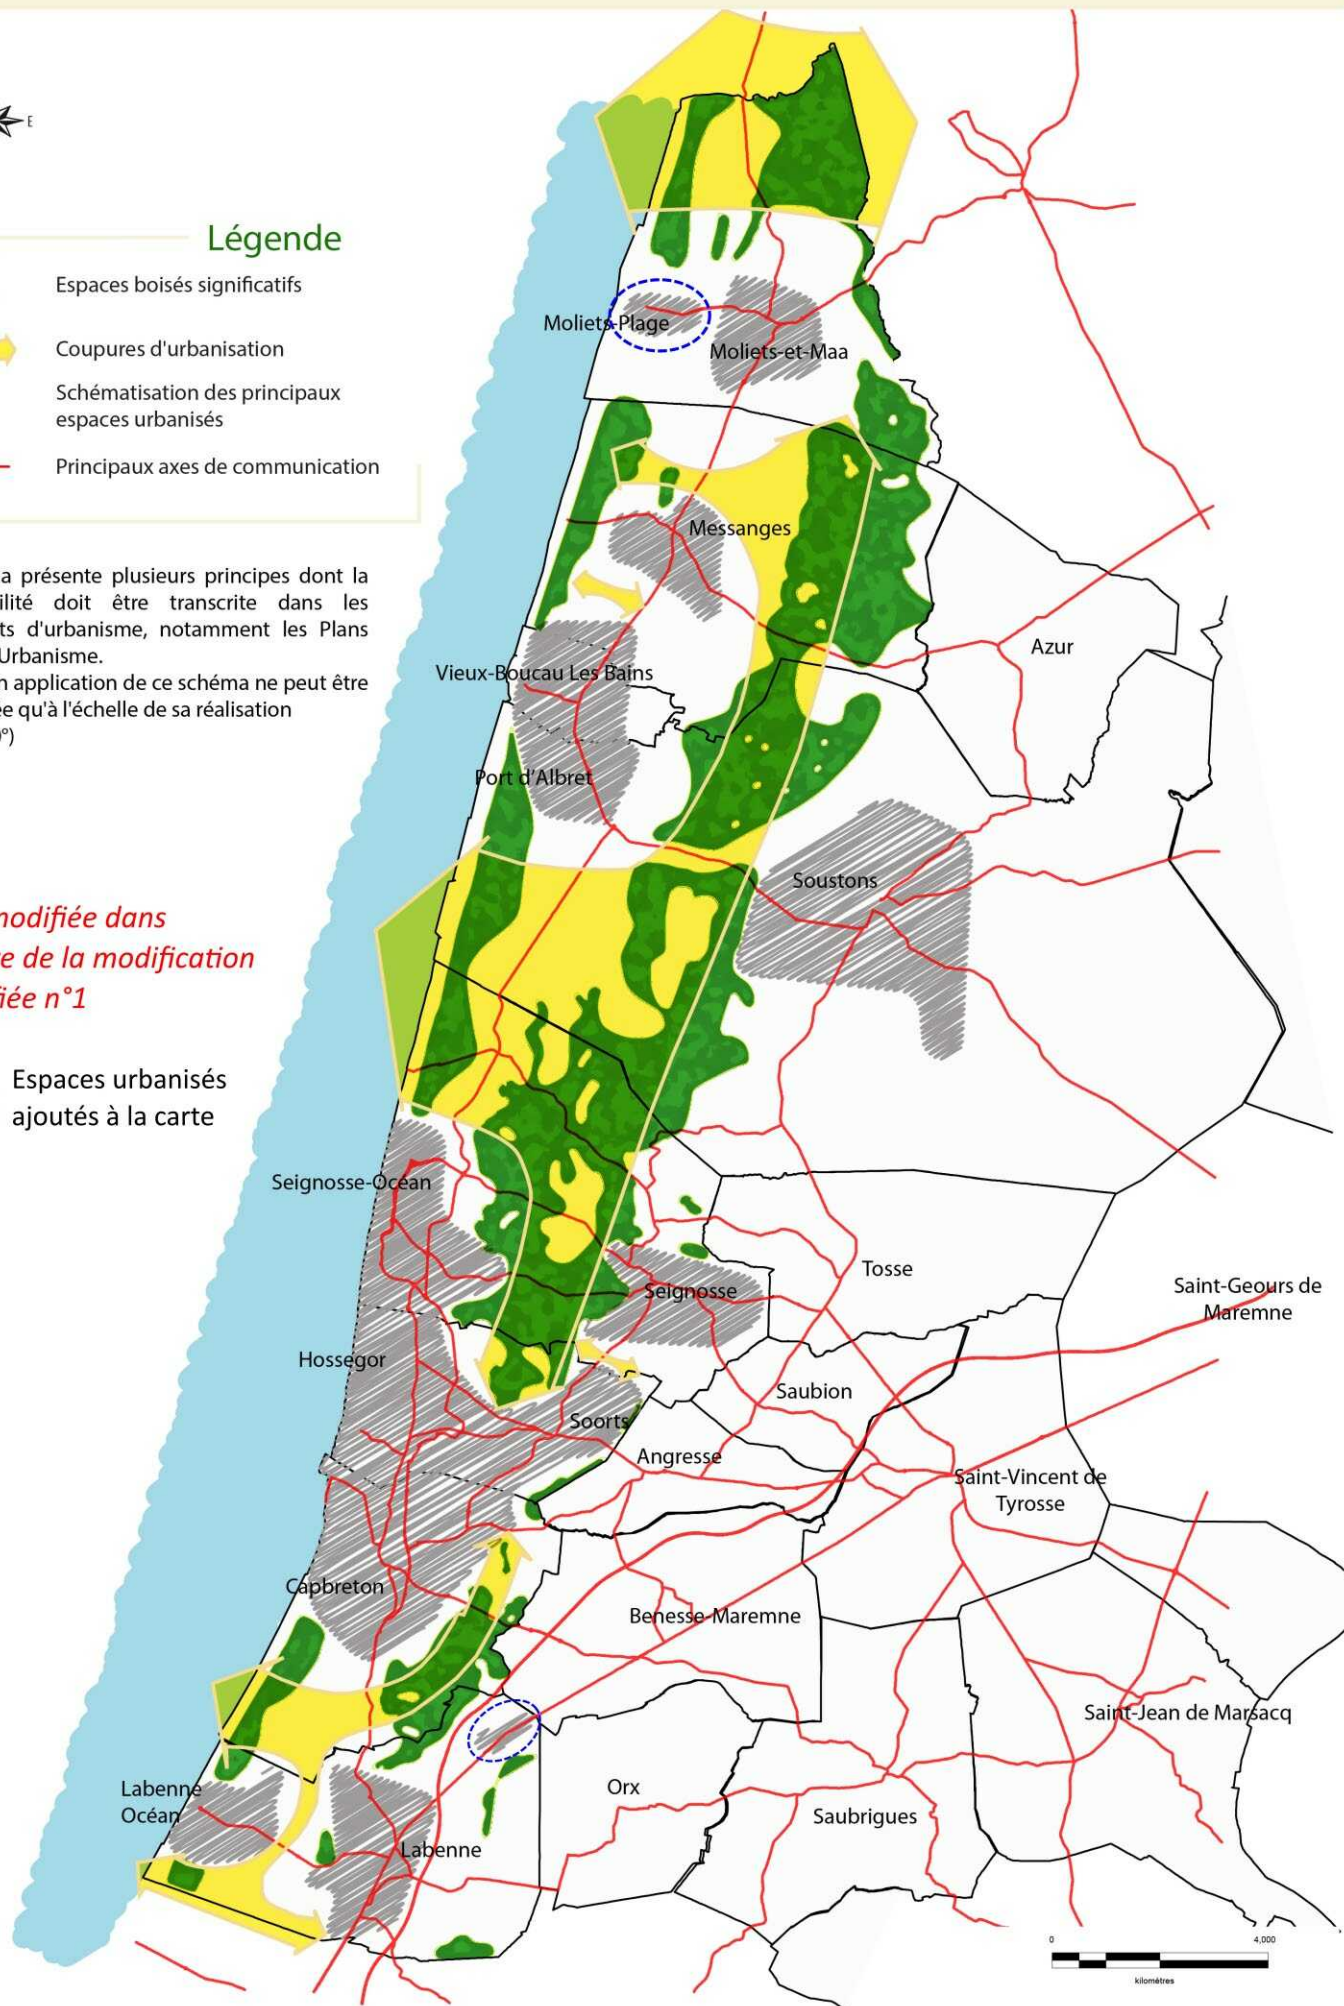 E
Légende
Espaces boisés significatifs
Coupures d'urbanisation
Schématisation des principaux
espaces urbanisés
Principaux axes de communication
a présente plusieurs principes dont la
ilité doit être transcrite dans les
ts d'urbanisme, notamment les Plans
Urbanisme.
n application de ce schéma ne peut être
ée qu'à l'échelle de sa réalisation
°)
modifiée dans
e de la modification
fiée n°1
Espaces urbanisés
ajoutés à la carte
Moliets-Plage
Moliets-et-Maa
Messanges
Azur
Vieux-Boucau Les Bains
Port d'Albret
Soustons
Seignosse-Océan
Tosse
Seignosse
Saint-Geours de
Maremne
Hossegor
Saubion
Soorts
Angresse
Saint-Vincent de
Tyrosse
Capbreton
Benesse-Maremne
Saint-Jean de Marsacq
Labenne
Océan
Orx
Saubrigues
Labenne
0 4,000
kilomètres